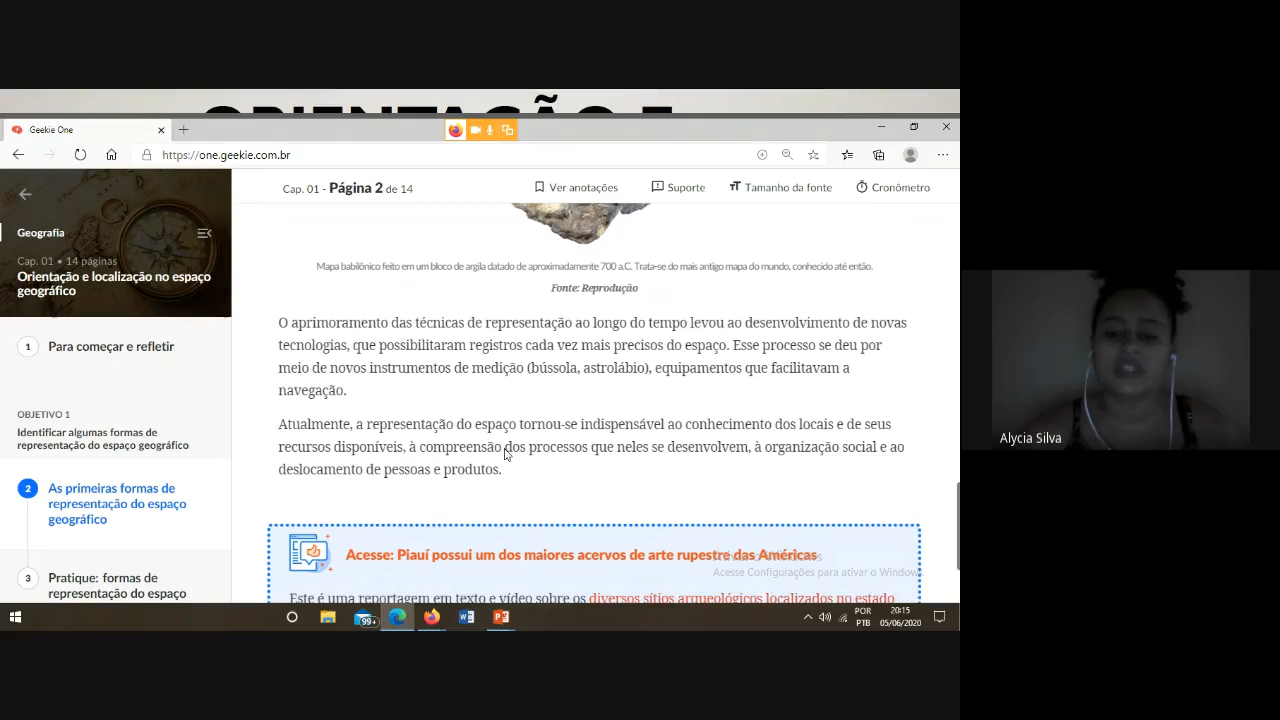 ORIENTAÇÃO E
Geekie One
https://one.geekie.com.br
Cap. 01 - Página 2 de 14
Ver anotações
Suporte
Tamanho da fonte
Cronômetro
Geografia
Cap. 01 • 14 páginas
Orientação e localização no espaço
geográfico
1 Para começar e refletir
OBJETIVO 1
Identificar algumas formas de
representação do espaço geográfico
2 As primeiras formas de
representação do espaço
geográfico
3 Pratique: formas de
representação do espaço
Mapa babilônico feito em um bloco de argila datado de aproximadamente 700 a.C. Trata-se do mais antigo mapa do mundo, conhecido até então.
Fonte: Reprodução
O aprimoramento das técnicas de representação ao longo do tempo levou ao desenvolvimento de novas
tecnologias, que possibilitaram registros cada vez mais precisos do espaço. Esse processo se deu por
meio de novos instrumentos de medição (bússola, astrolábio), equipamentos que facilitavam a
navegação.
Atualmente, a representação do espaço tornou-se indispensável ao conhecimento dos locais e de seus
recursos disponíveis, à compreensão dos processos que neles se desenvolvem, à organização social e ao
deslocamento de pessoas e produtos.
Acesse: Piauí possui um dos maiores acervos de arte rupestre das Américas
Acesse Configurações para ativar o Windows.
Este é uma reportagem em texto e vídeo sobre os diversos sítios arqueológicos localizados no estado
99+
POR
PTB
20:15
05/06/2020
Alycia Silva